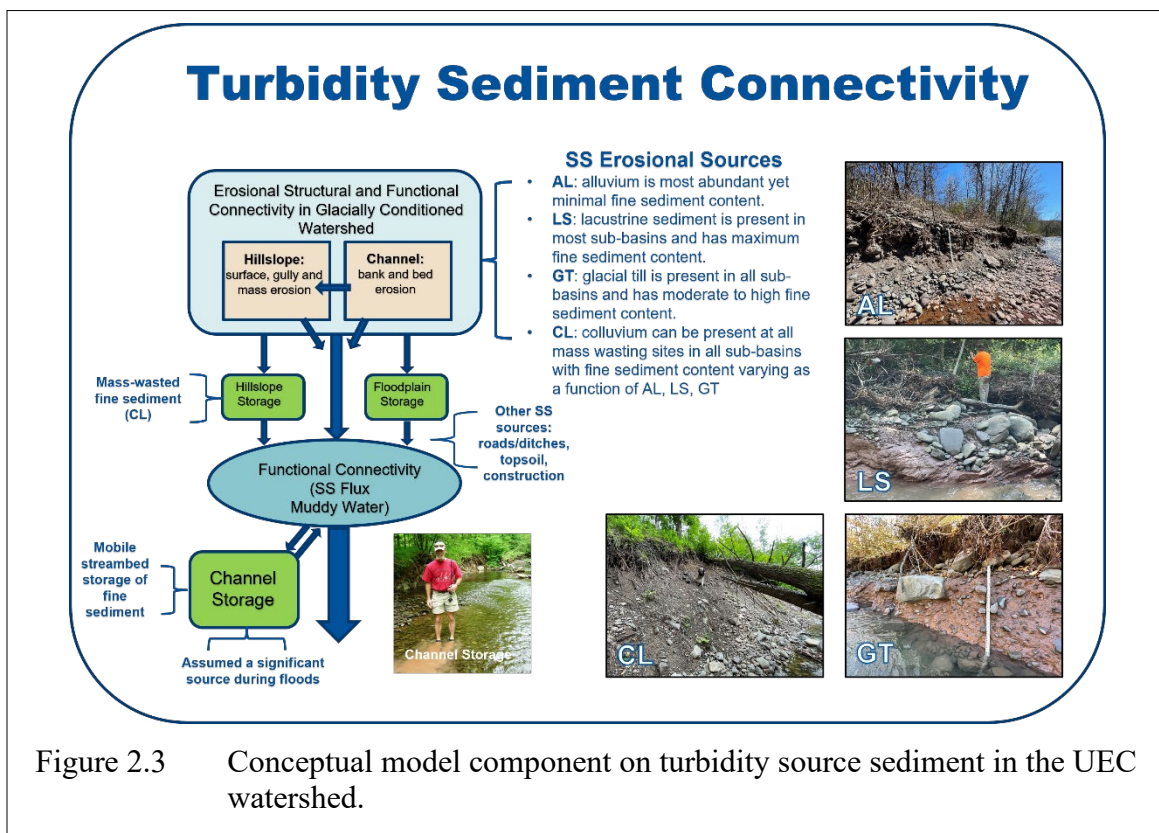 Turbidity Sediment Connectivity
Erosional Structural and Functional
Connectivity in Glacially Conditioned
Watershed
Hillslope:
surface, gully and
mass erosion
Channel:
bank and bed
erosion
Mass-wasted
fine sediment
(CL)
Hillslope
Storage
Floodplain
Storage
Other SS
sources:
roads/ditches,
topsoil,
construction
Functional Connectivity
(SS Flux
Muddy Water)
Mobile
streambed
storage of
fine
sediment
Channel
Storage
Assumed a significant
source during floods
Channel Storage
SS Erosional Sources
• AL: alluvium is most abundant yet
minimal fine sediment content.
• LS: lacustrine sediment is present in
most sub-basins and has maximum
fine sediment content.
• GT: glacial till is present in all sub-
basins and has moderate to high fine
sediment content.
• CL: colluvium can be present at all
mass wasting sites in all sub-basins
with fine sediment content varying as
a function of AL, LS, GT
AL
LS
CL
GT
Figure 2.3 Conceptual model component on turbidity source sediment in the UEC
watershed.